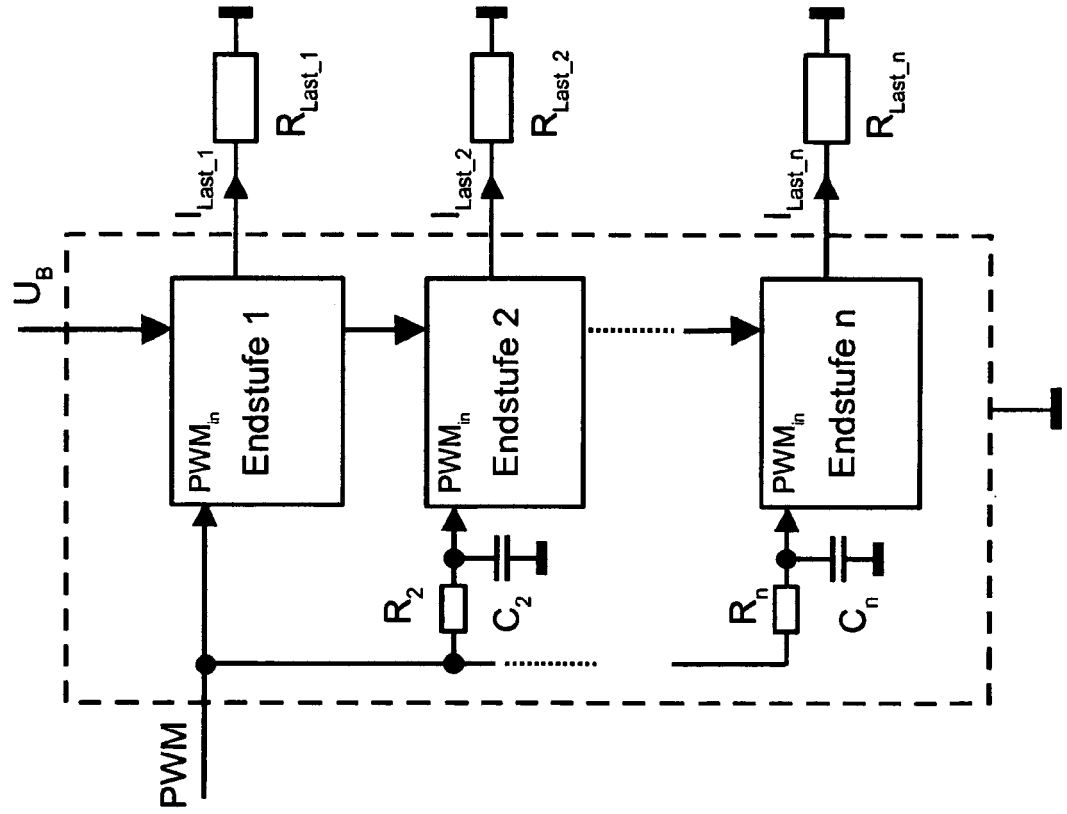 U_B
PWM
PWM_in
Endstufe 1
I_Last_1
R_Last_1
R_2
C_2
PWM_in
Endstufe 2
I_Last_2
R_Last_2
R_n
C_n
PWM_in
Endstufe n
I_Last_n
R_Last_n